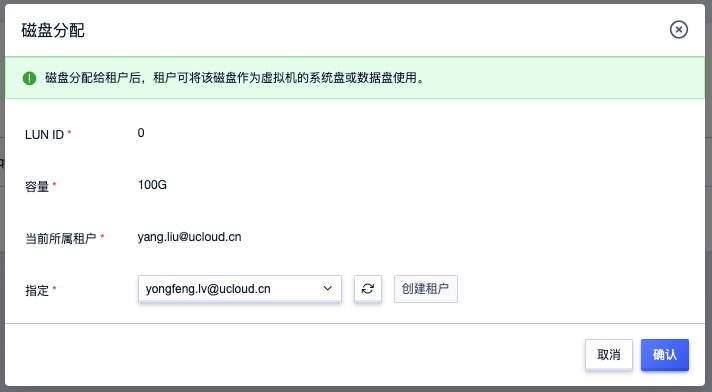 磁盘分配
磁盘分配给租户后，租户可将该磁盘作为虚拟机的系统盘或数据盘使用。
LUN ID * 0
容量 * 100G
当前所属租户 * yang.liu@ucloud.cn
指定 * yongfeng.lv@ucloud.cn 创建租户
取消 确认